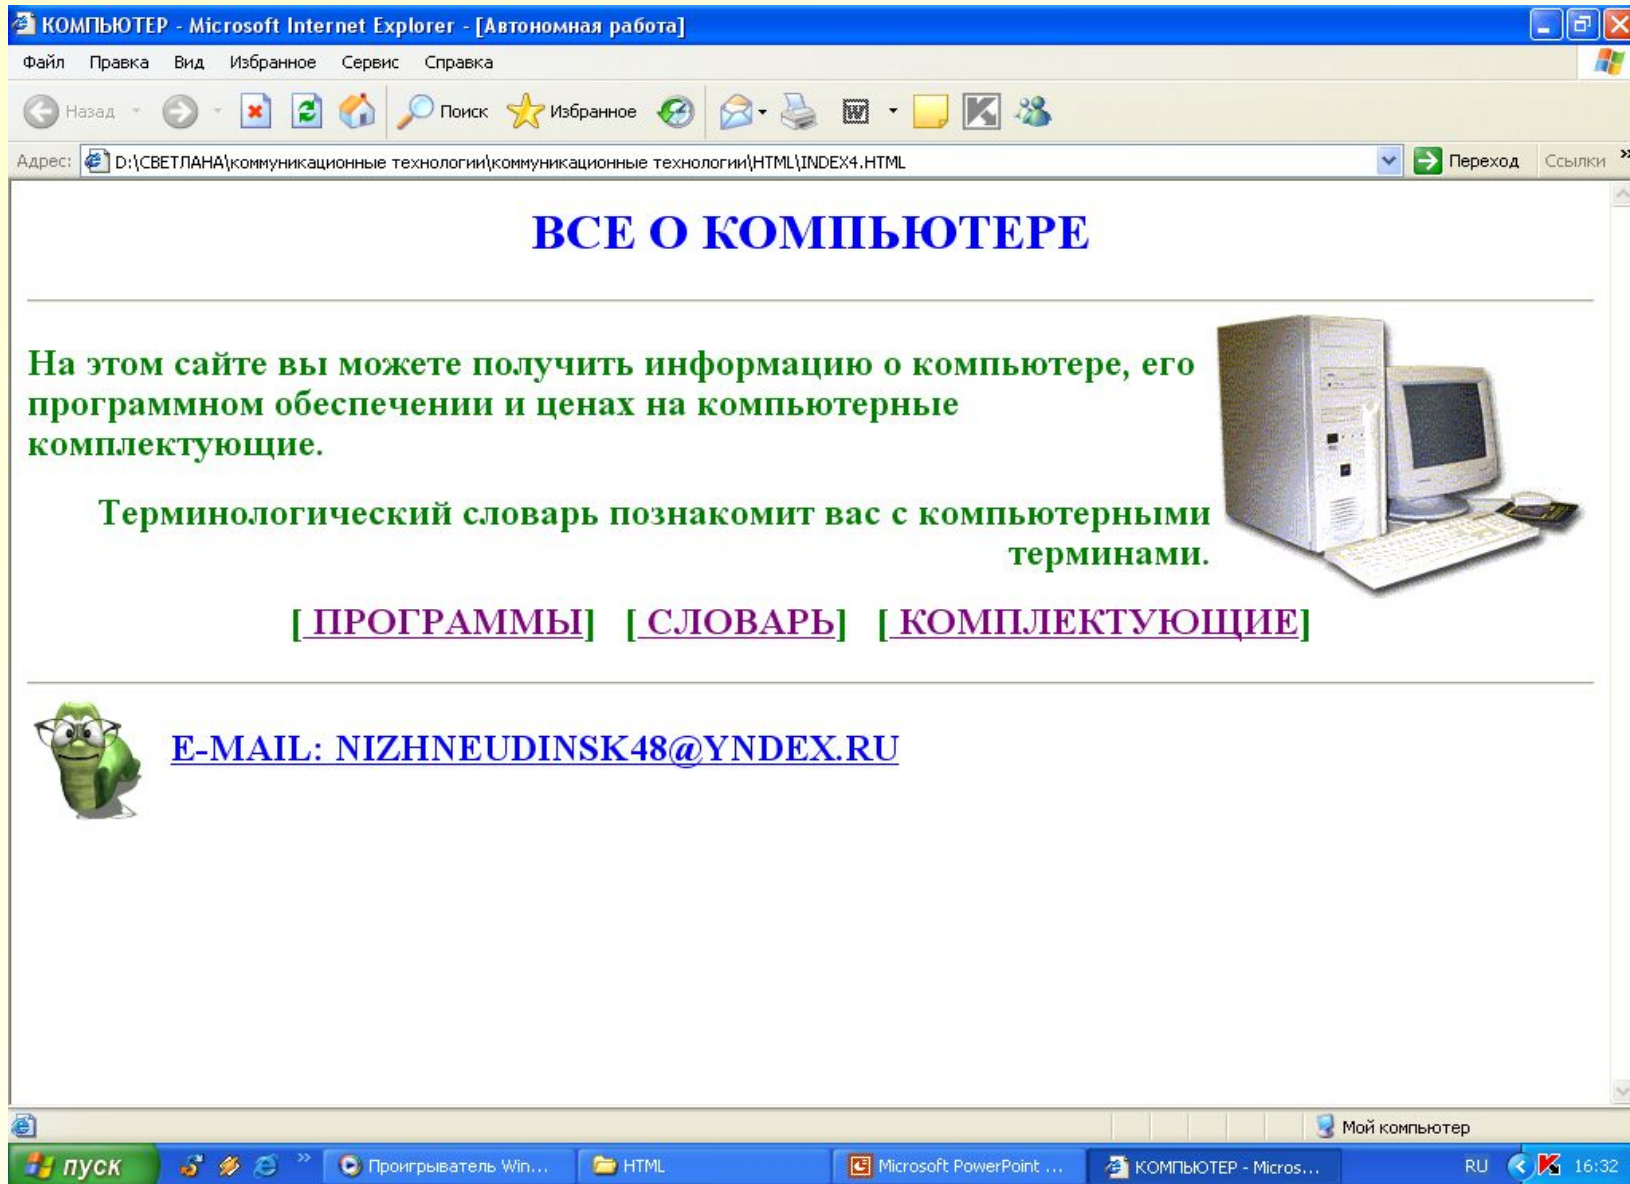 КОМПЬЮТЕР - Microsoft Internet Explorer - [Автономная работа]
Файл Правка Вид Избранное Сервис Справка
Назад Поиск Избранное
Адрес: D:\СВЕТЛАНА\коммуникационные технологии\коммуникационные технологии\HTML\INDEX4.HTML Переход Ссылки »
ВСЕ О КОМПЬЮТЕРЕ
На этом сайте вы можете получить информацию о компьютере, его
программном обеспечении и ценах на компьютерные
комплектующие.
Терминологический словарь познакомит вас с компьютерными
терминами.
[ ПРОГРАММЫ] [ СЛОВАРЬ] [ КОМПЛЕКТУЮЩИЕ]
E-MAIL: NIZHNEUDINSK48@YNDEX.RU
Мой компьютер
пуск » Проигрыватель Win... HTML Microsoft PowerPoint ... КОМПЬЮТЕР - Micros... RU 16:32